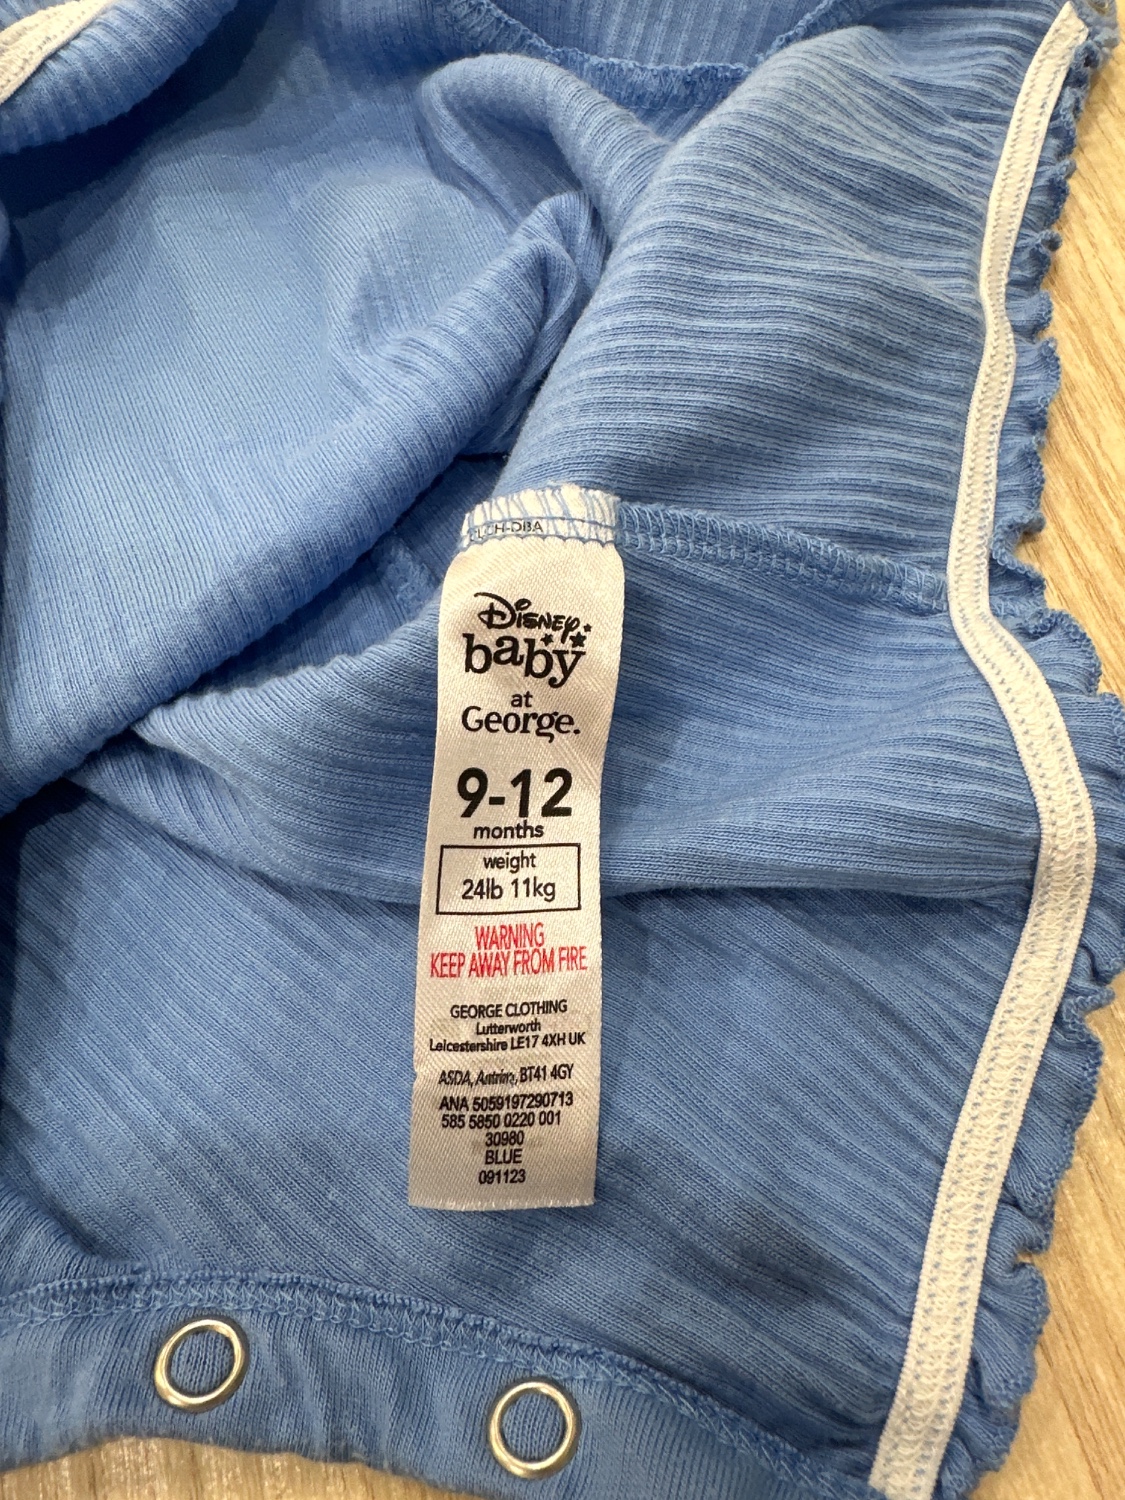 H-DBA
Disney
baby
at
George.
9-12
months
weight
24lb 11kg
WARNING
KEEP AWAY FROM FIRE
GEORGE CLOTHING
Lutterworth
Leicestershire LE17 4XH UK
ASDA, Antrim, BT41 4GY
ANA 5059197290713
585 5850 0220 001
30980
BLUE
091123